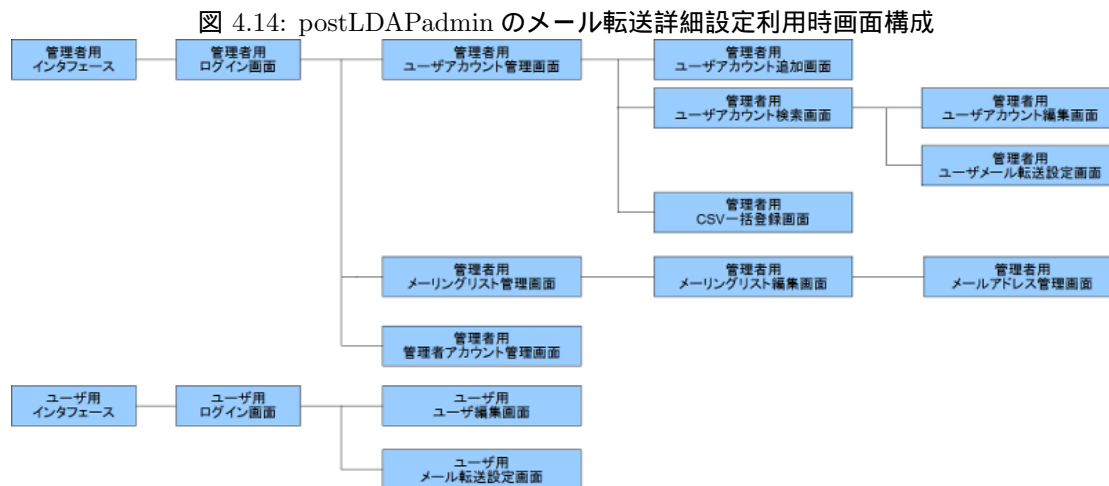 図 4.14: postLDAPadmin のメール転送詳細設定利用時画面構成
管理者用
インタフェース
管理者用
ログイン画面
管理者用
ユーザアカウント管理画面
管理者用
ユーザアカウント追加画面
管理者用
ユーザアカウント検索画面
管理者用
ユーザアカウント編集画面
管理者用
ユーザメール転送設定画面
管理者用
CSV一括登録画面
管理者用
メーリングリスト管理画面
管理者用
メーリングリスト編集画面
管理者用
メールアドレス管理画面
管理者用
管理者アカウント管理画面
ユーザ用
インタフェース
ユーザ用
ログイン画面
ユーザ用
ユーザ編集画面
ユーザ用
メール転送設定画面